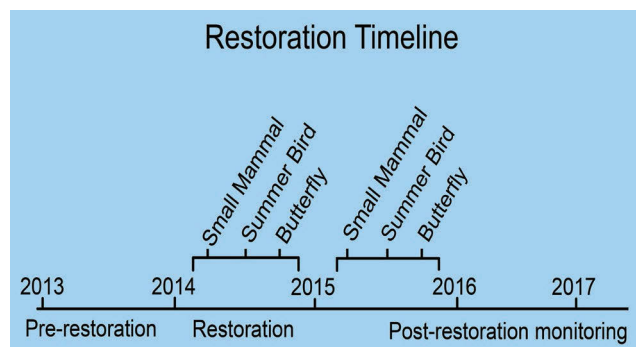 Restoration Timeline
Small Mammal
Summer Bird
Butterfly
Small Mammal
Summer Bird
Butterfly
2013 2014 2015 2016 2017
Pre-restoration Restoration Post-restoration monitoring